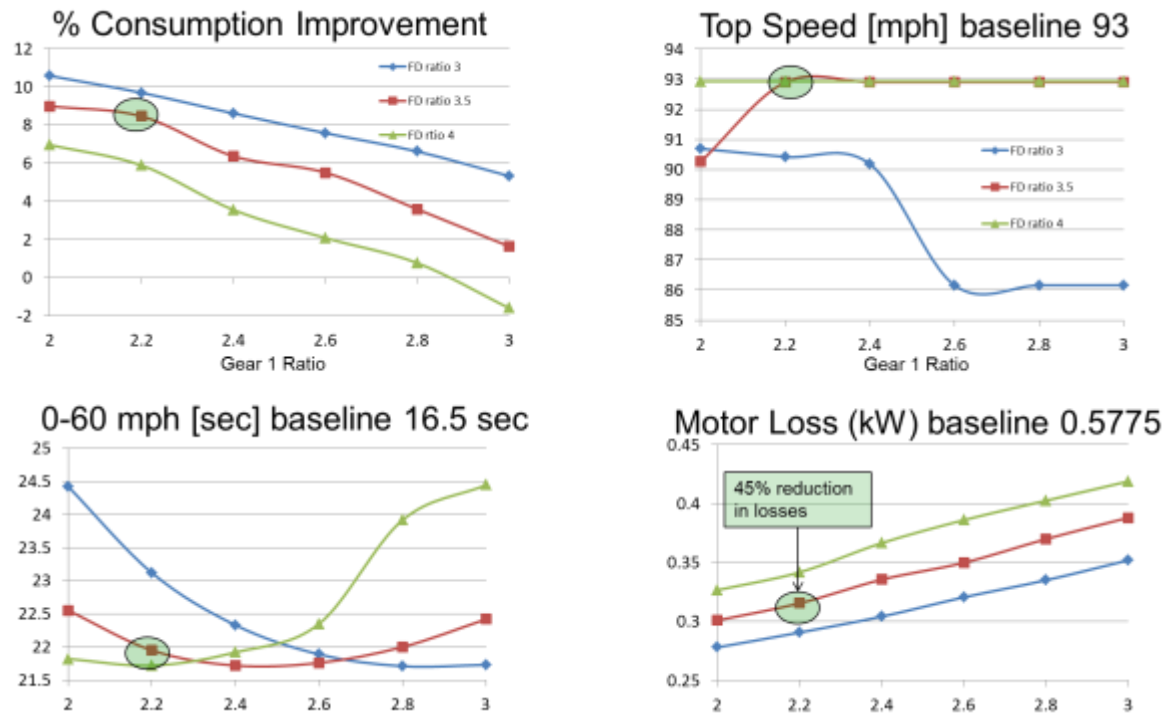 % Consumption Improvement
12
10
8
6
4
2
0
-2
FD ratio 3
FD ratio 3.5
FD rtio 4
2 2.2 2.4 2.6 2.8 3
Gear 1 Ratio
Top Speed [mph] baseline 93
94
93
92
91
90
89
88
87
86
85
FD ratio 3
FD ratio 3.5
FD ratio 4
2 2.2 2.4 2.6 2.8 3
Gear 1 Ratio
0-60 mph [sec] baseline 16.5 sec
25
24.5
24
23.5
23
22.5
22
21.5
2 2.2 2.4 2.6 2.8 3
Motor Loss (kW) baseline 0.5775
0.45
0.4
0.35
0.3
0.25
45% reduction
in losses
2 2.2 2.4 2.6 2.8 3